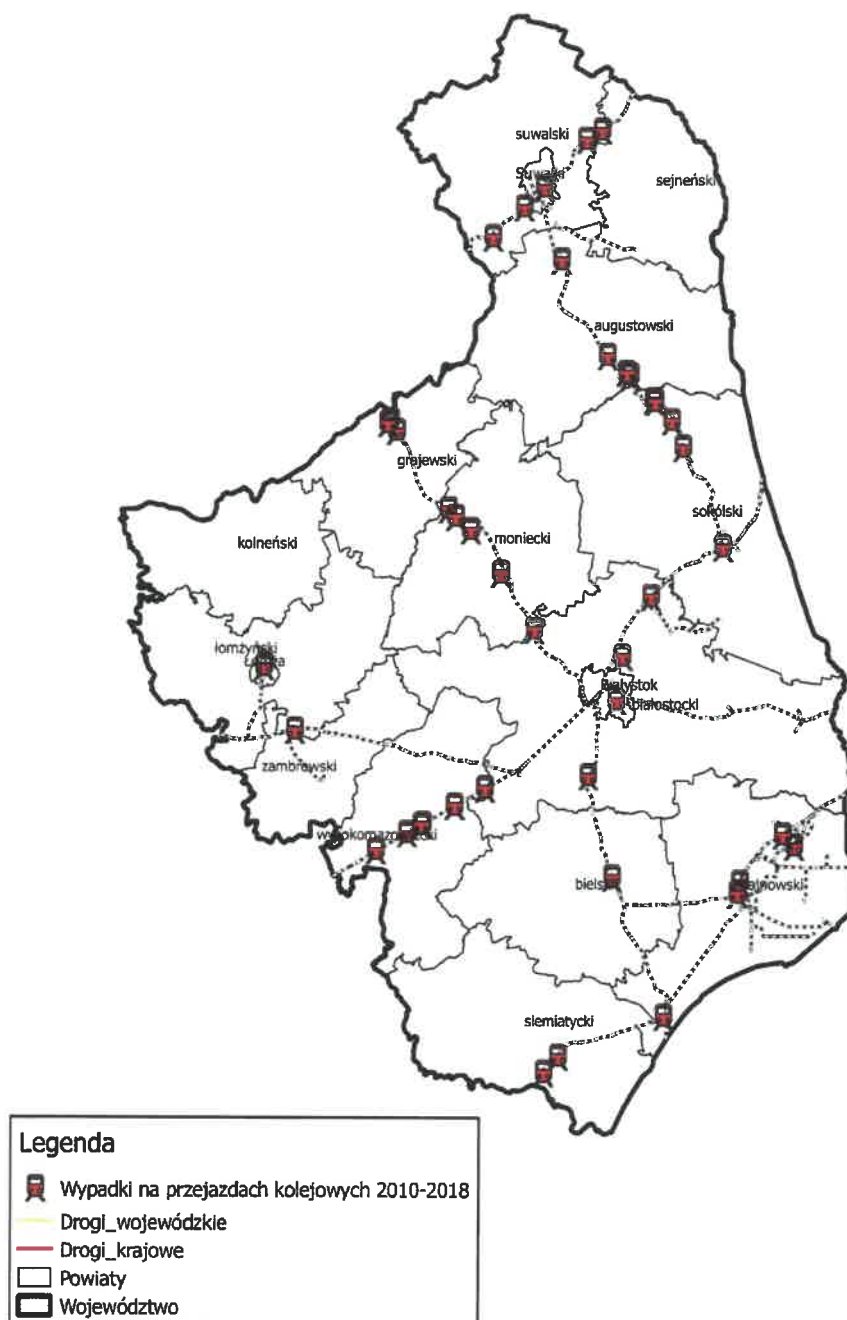 suwalski
Suwałki
sejneński
augustowski
grajewski
sokólski
kolneński
moniecki
łomżyński
Białystok
białostocki
zambrowski
siemiatycki
Legenda
Wypadki na przejazdach kolejowych 2010-2018
Drogi_wojewódzkie
Drogi_krajowe
Powiaty
Województwo